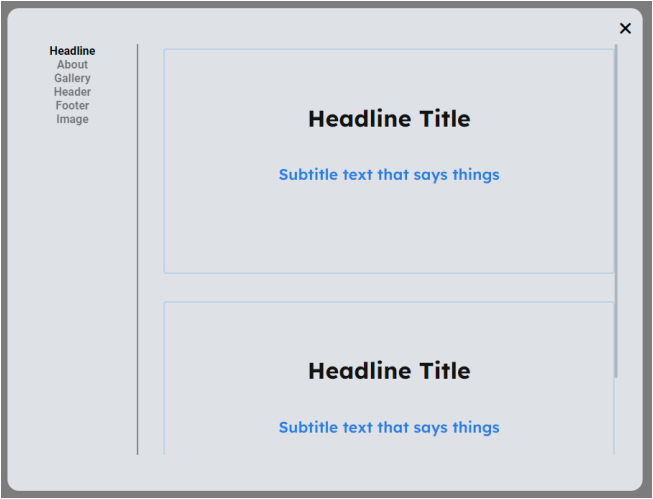 Headline
About
Gallery
Header
Footer
Image
Headline Title
Subtitle text that says things
Headline Title
Subtitle text that says things